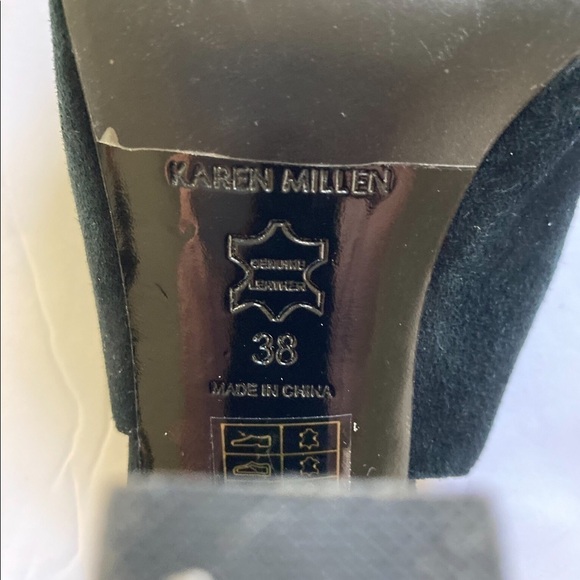 KAREN MILLEN
GENUINE
LEATHER
38
MADE IN CHINA